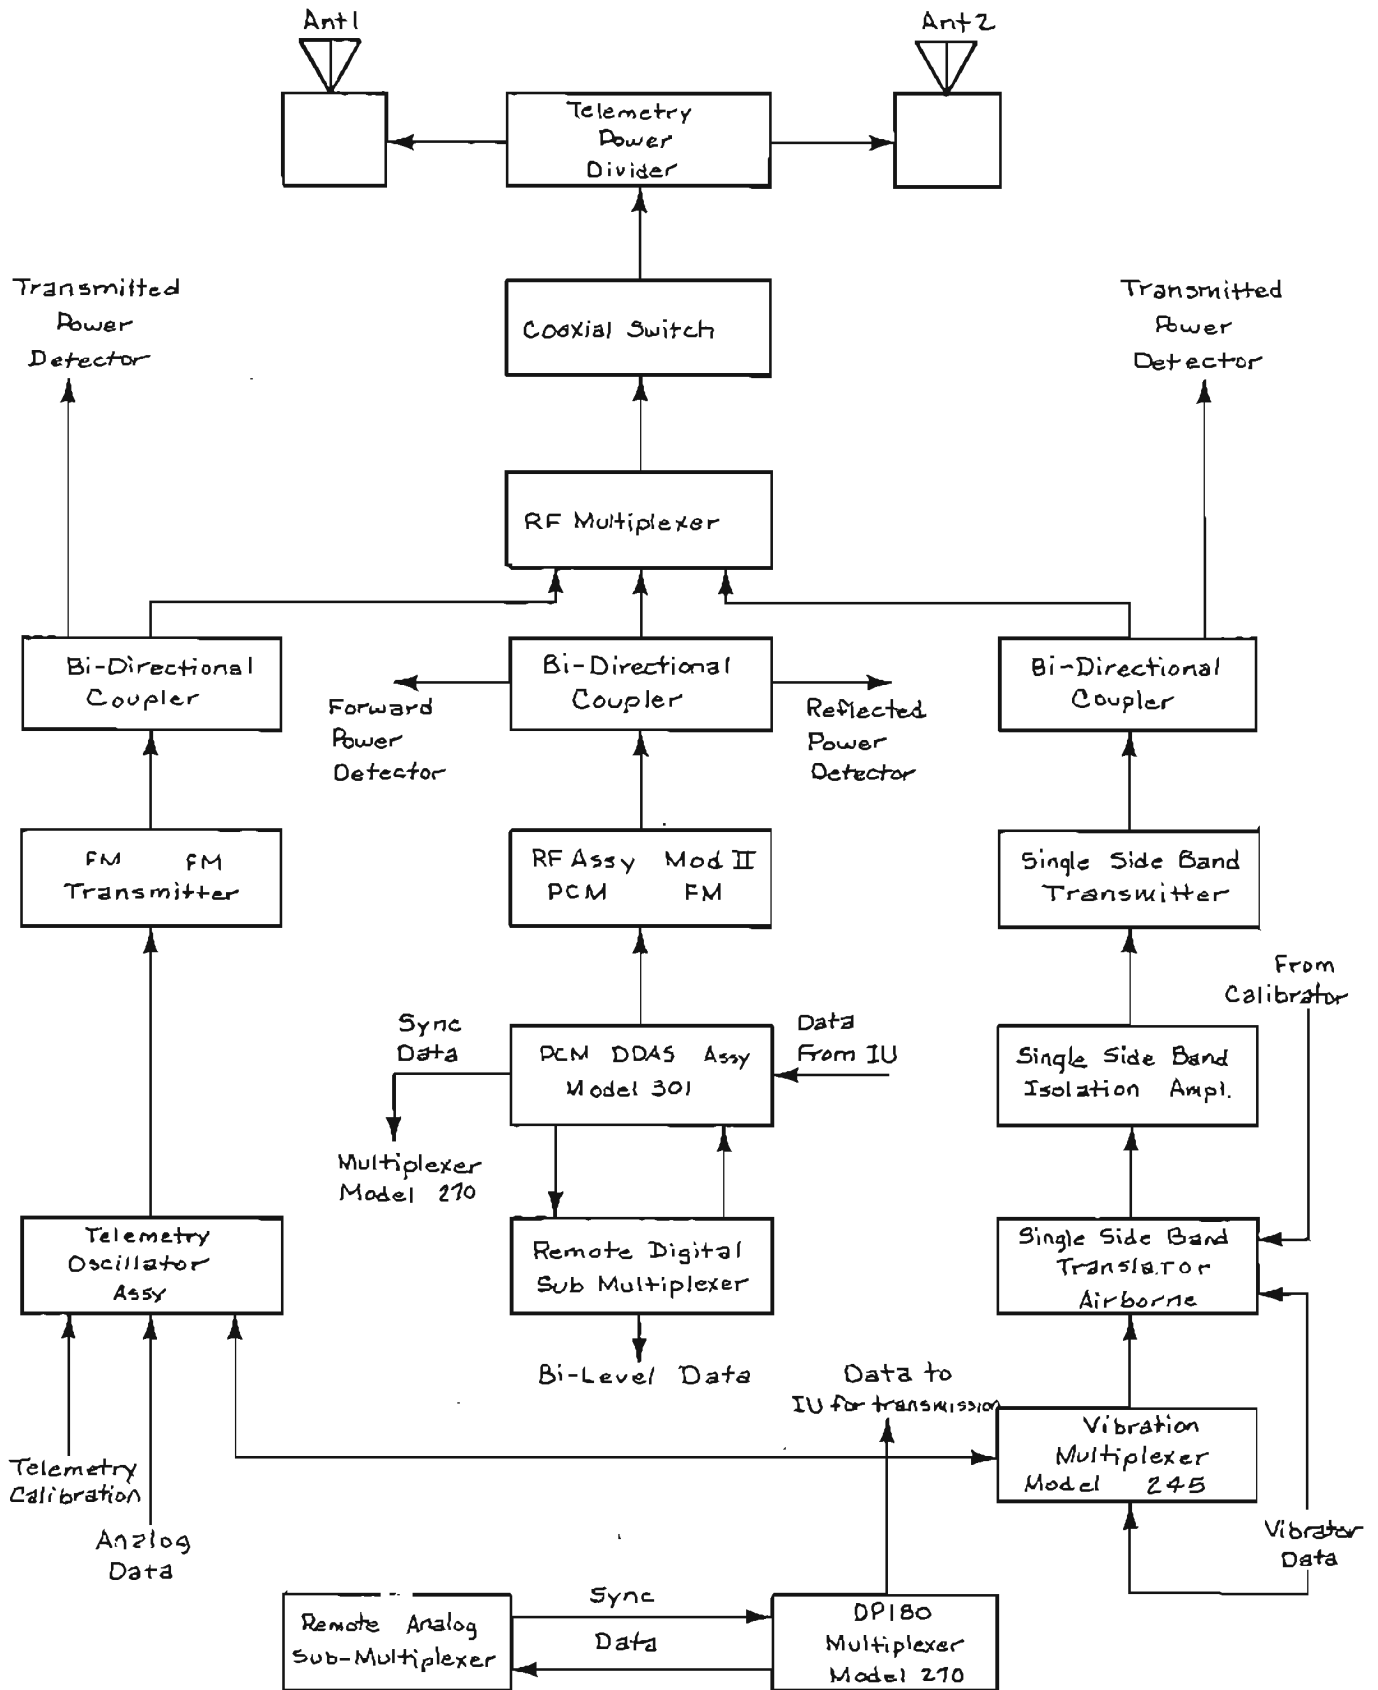 Ant1
Ant2
Telemetry
Power
Divider
Transmitted
Power
Detector
Coaxial Switch
Transmitted
Power
Detector
RF Multiplexer
Bi-Directional
Coupler
Forward
Power
Detector
Bi-Directional
Coupler
Reflected
Power
Detector
Bi-Directional
Coupler
FM FM
Transmitter
RF Assy Mod II
PCM FM
Single Side Band
Transmitter
From
Calibrator
Sync
Data
PCM DDAS Assy
Model 301
Data
From IU
Single Side Band
Isolation Ampl.
Multiplexer
Model 270
Telemetry
Oscillator
Assy
Remote Digital
Sub Multiplexer
Single Side Band
Translator
Airborne
Bi-Level Data
Data to
IU for transmission
Vibration
Multiplexer
Model 245
Telemetry
Calibration
Analog
Data
Vibrator
Data
Remote Analog
Sub-Multiplexer
Sync
Data
DP180
Multiplexer
Model 270